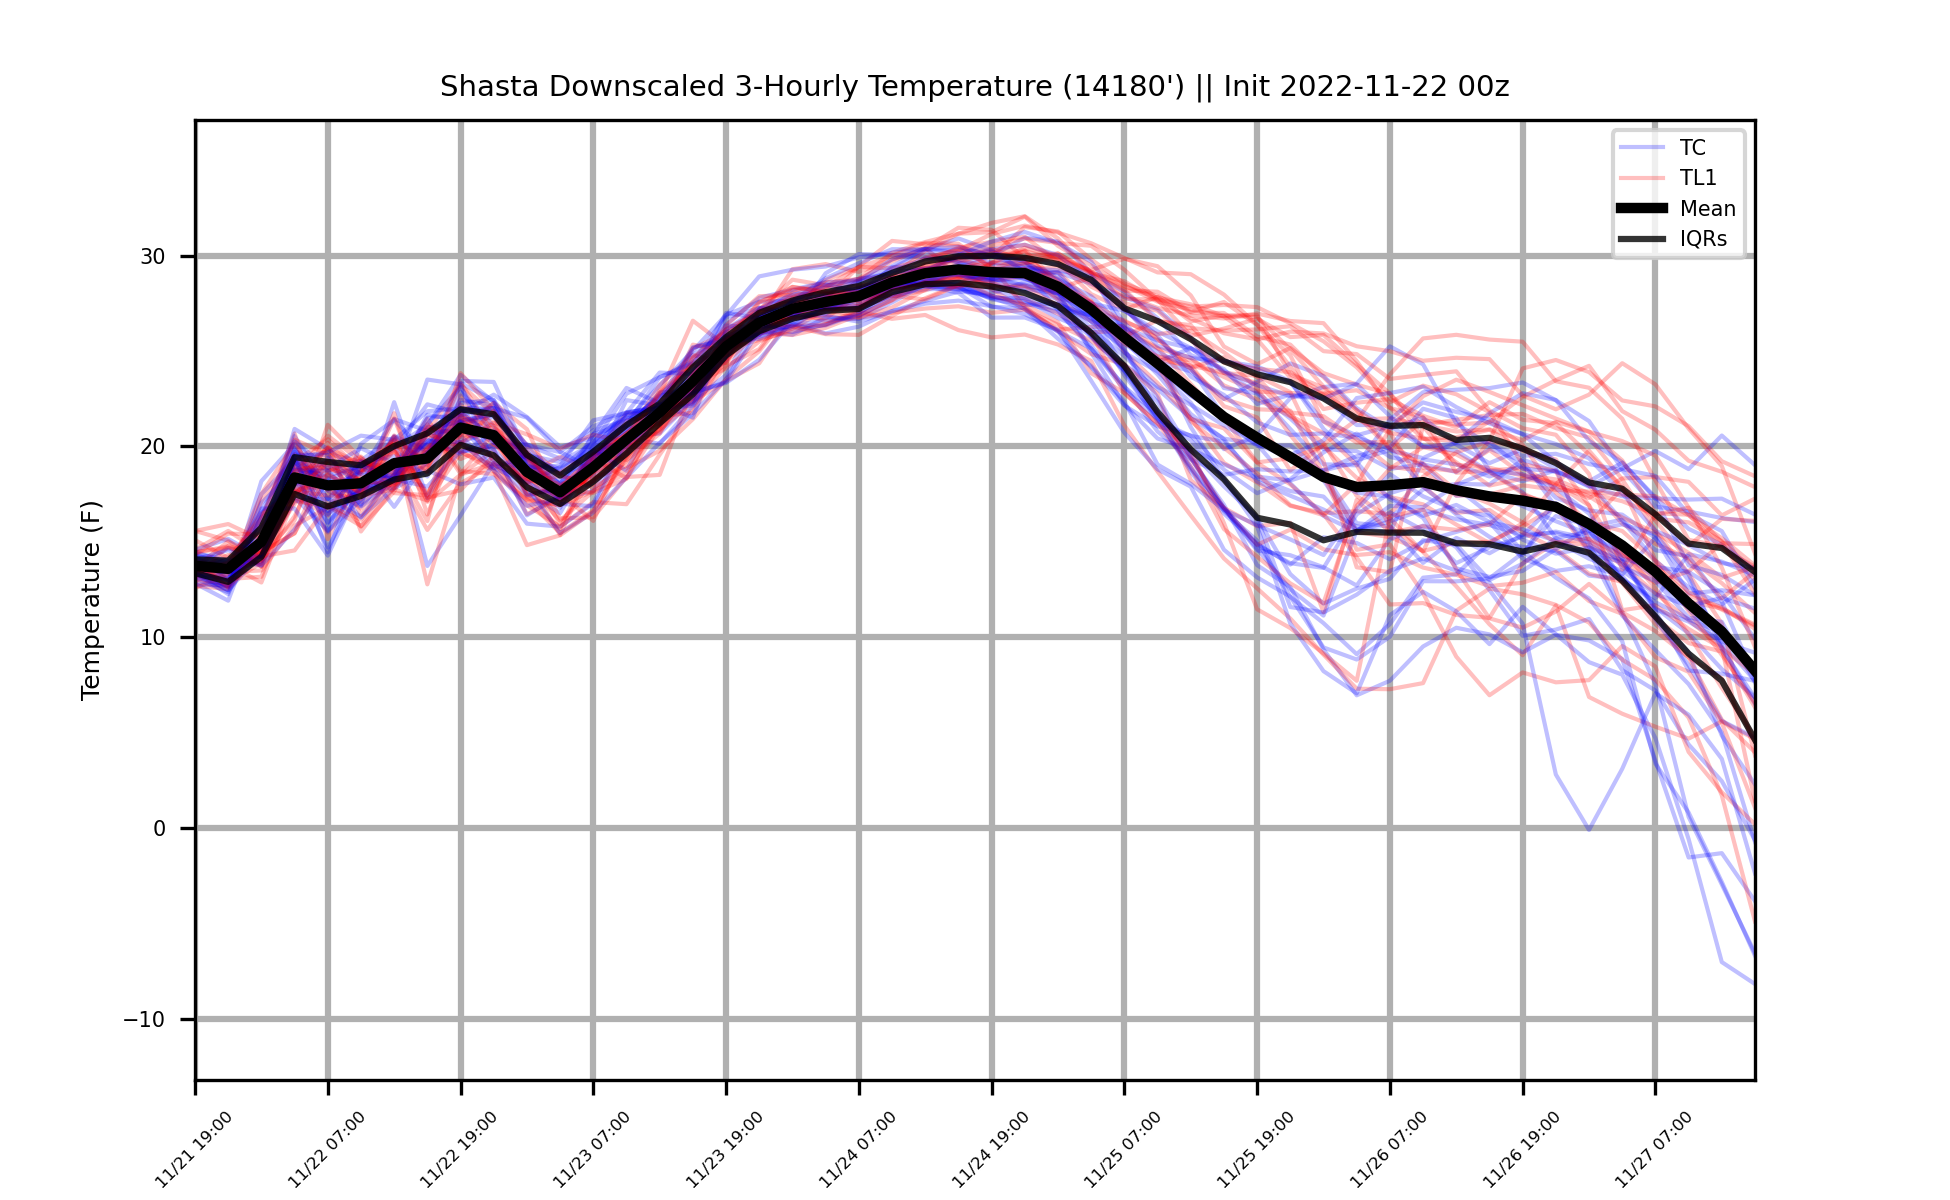 Shasta Downscaled 3-Hourly Temperature (14180') || Init 2022-11-22 00z
TC
TL1
Mean
IQRs
Temperature (F)
30
20
10
0
−10
11/21 19:00
11/22 07:00
11/22 19:00
11/23 07:00
11/23 19:00
11/24 07:00
11/24 19:00
11/25 07:00
11/25 19:00
11/26 07:00
11/26 19:00
11/27 07:00